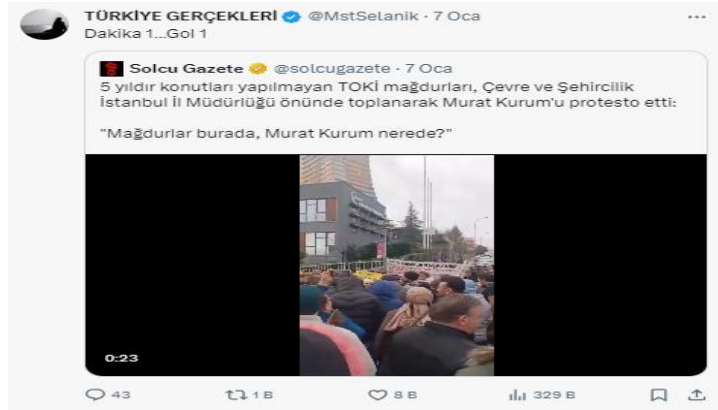 TÜRKİYE GERÇEKLERİ @MstSelanik · 7 Oca
Dakika 1...Gol 1
Solcu Gazete @solcugazete · 7 Oca
5 yıldır konutları yapılmayan TOKİ mağdurları, Çevre ve Şehircilik
İstanbul İl Müdürlüğü önünde toplanarak Murat Kurum'u protesto etti:
"Mağdurlar burada, Murat Kurum nerede?"
0:23
43 1 B 8 B 329 B